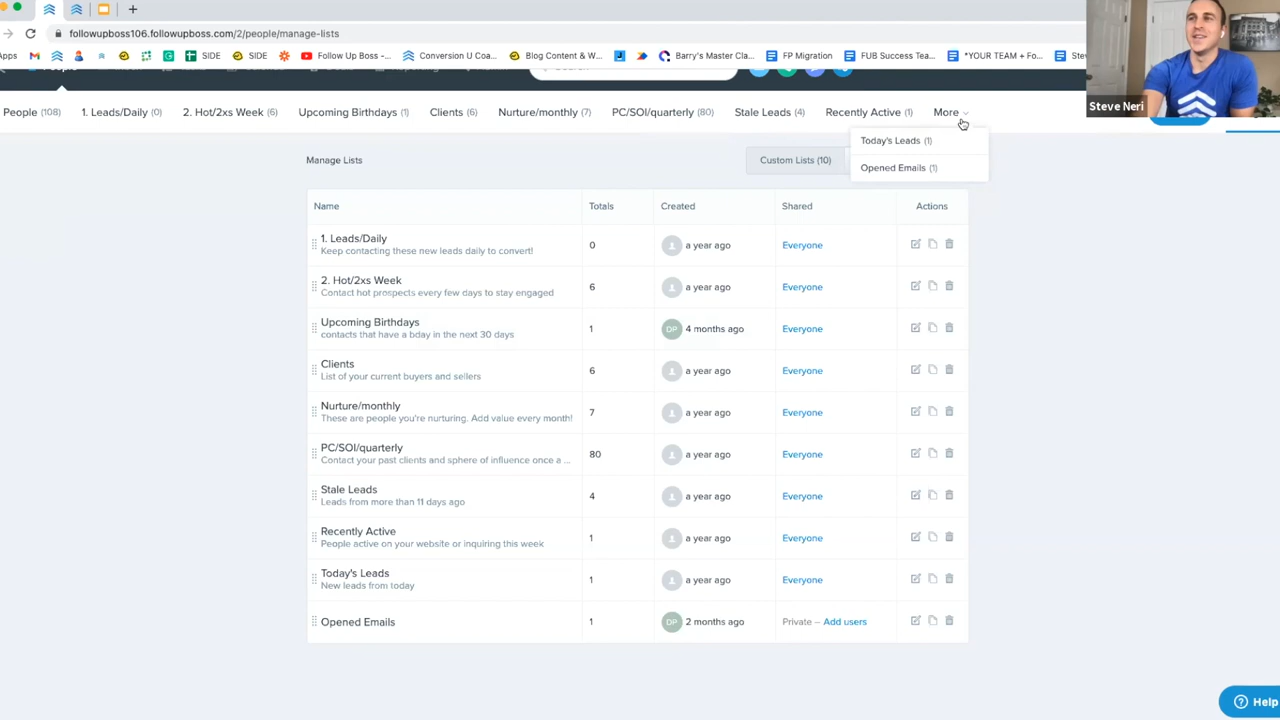 followupboss106.followupboss.com/2/people/manage-lists
Apps
SIDE
SIDE
Follow Up Boss -...
Conversion U Coa...
Blog Content & W...
Barry's Master Cla...
FP Migration
FUB Success Tea...
*YOUR TEAM + Fo...
Steve Neri
People (108)
1. Leads/Daily (0)
2. Hot/2xs Week (6)
Upcoming Birthdays (1)
Clients (6)
Nurture/monthly (7)
PC/SOI/quarterly (80)
Stale Leads (4)
Recently Active (1)
More
Today's Leads (1)
Opened Emails (1)
Manage Lists
Custom Lists (10)
Name Totals Created Shared Actions
1. Leads/Daily
Keep contacting these new leads daily to convert!
0 a year ago Everyone
2. Hot/2xs Week
Contact hot prospects every few days to stay engaged
6 a year ago Everyone
Upcoming Birthdays
contacts that have a bday in the next 30 days
1 DP 4 months ago Everyone
Clients
List of your current buyers and sellers
6 a year ago Everyone
Nurture/monthly
These are people you're nurturing. Add value every month!
7 a year ago Everyone
PC/SOI/quarterly
Contact your past clients and sphere of influence once a ...
80 a year ago Everyone
Stale Leads
Leads from more than 11 days ago
4 a year ago Everyone
Recently Active
People active on your website or inquiring this week
1 a year ago Everyone
Today's Leads
New leads from today
1 a year ago Everyone
Opened Emails
1 DP 2 months ago Private – Add users
Help